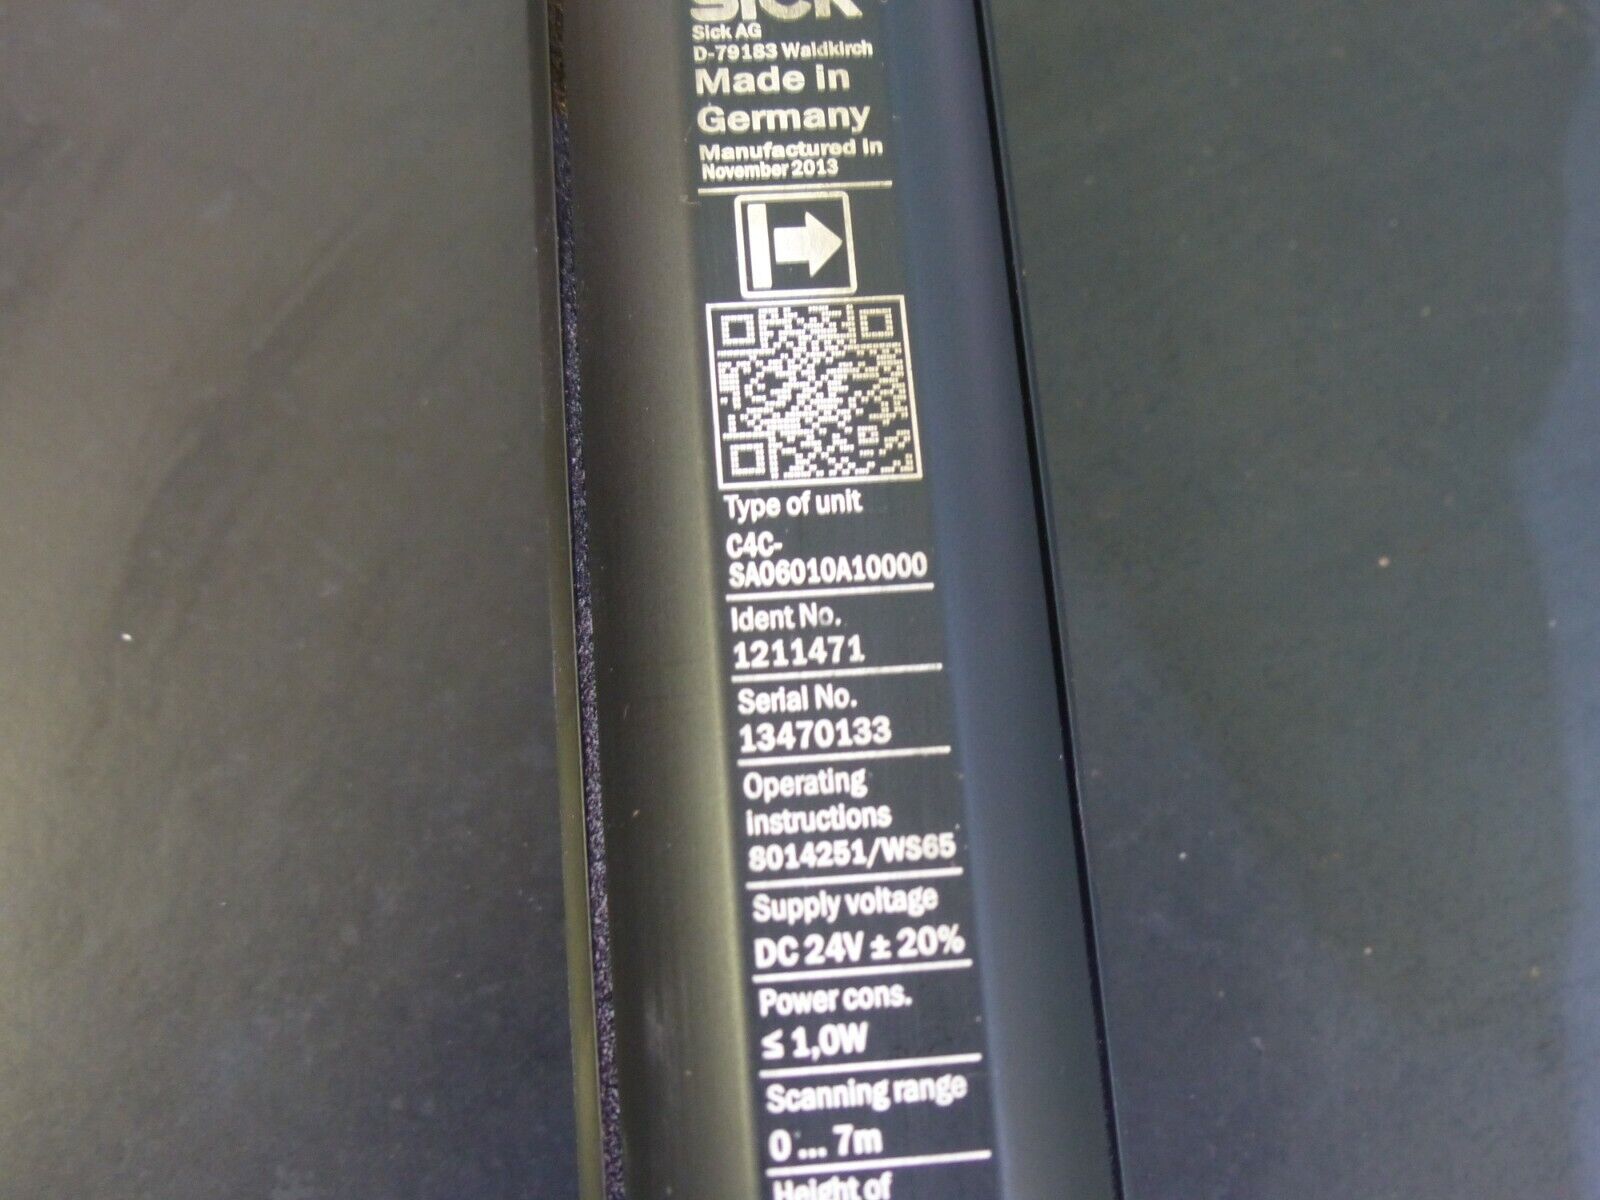 SICK
Sick AG
D-79183 Waldkirch
Made in
Germany
Manufactured in
November 2013
Type of unit
C4C-
SA06010A10000
Ident No.
1211471
Serial No.
13470133
Operating
instructions
8014251/WS65
Supply voltage
DC 24V ± 20%
Power cons.
≤ 1,0W
Scanning range
0 ... 7m
Height of